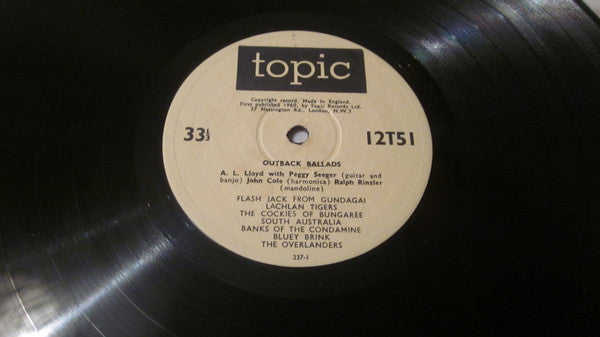 topic
Copyright record. Made in England.
First published 1960, by Topic Records Ltd.
27 Nassington Rd., London, N.W.3
33⅓
12T51
OUTBACK BALLADS
A. L. Lloyd with Peggy Seeger (guitar and
banjo) John Cole (harmonica) Ralph Rinzler
(mandoline)
FLASH JACK FROM GUNDAGAI
LACHLAN TIGERS
THE COCKIES OF BUNGAREE
SOUTH AUSTRALIA
BANKS OF THE CONDAMINE
BLUEY BRINK
THE OVERLANDERS
237-1